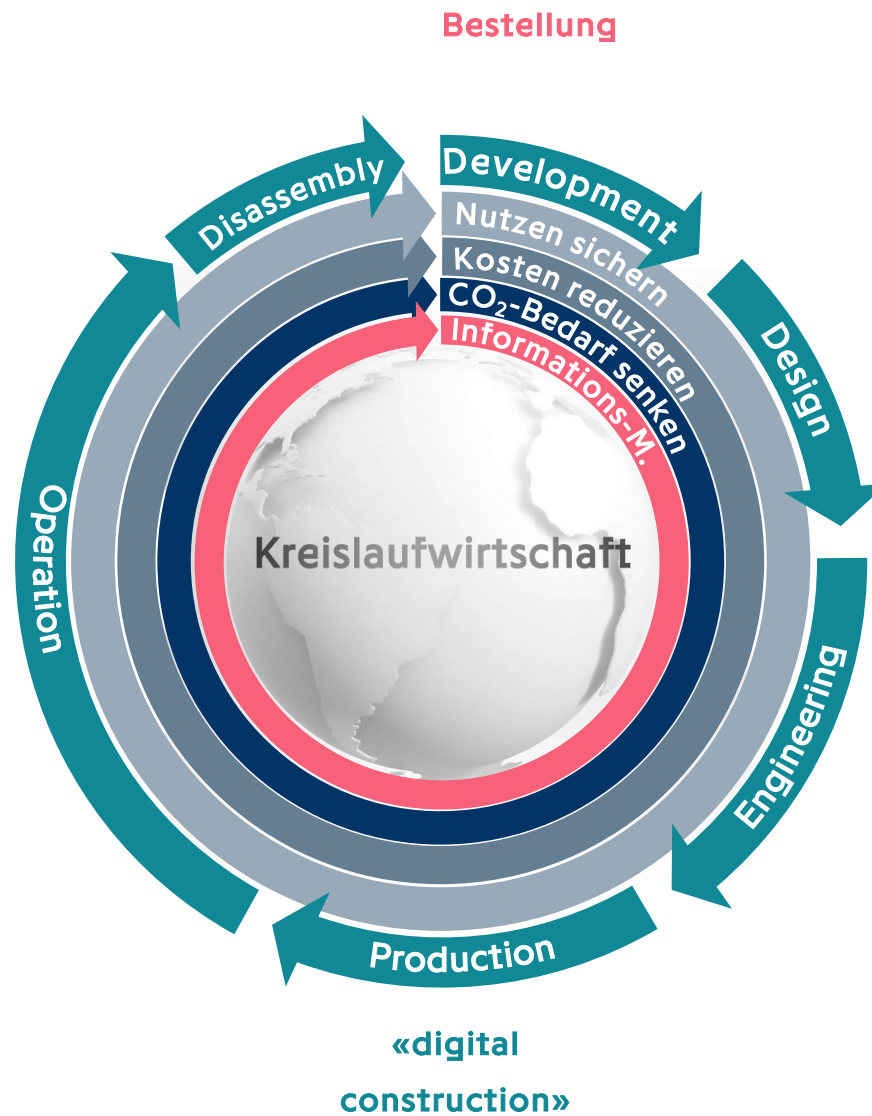 Bestellung
Disassembly
Development
Nutzen sichern
Kosten reduzieren
CO₂-Bedarf senken
Informations-M.
Design
Kreislaufwirtschaft
Operation
Engineering
Production
«digital
construction»